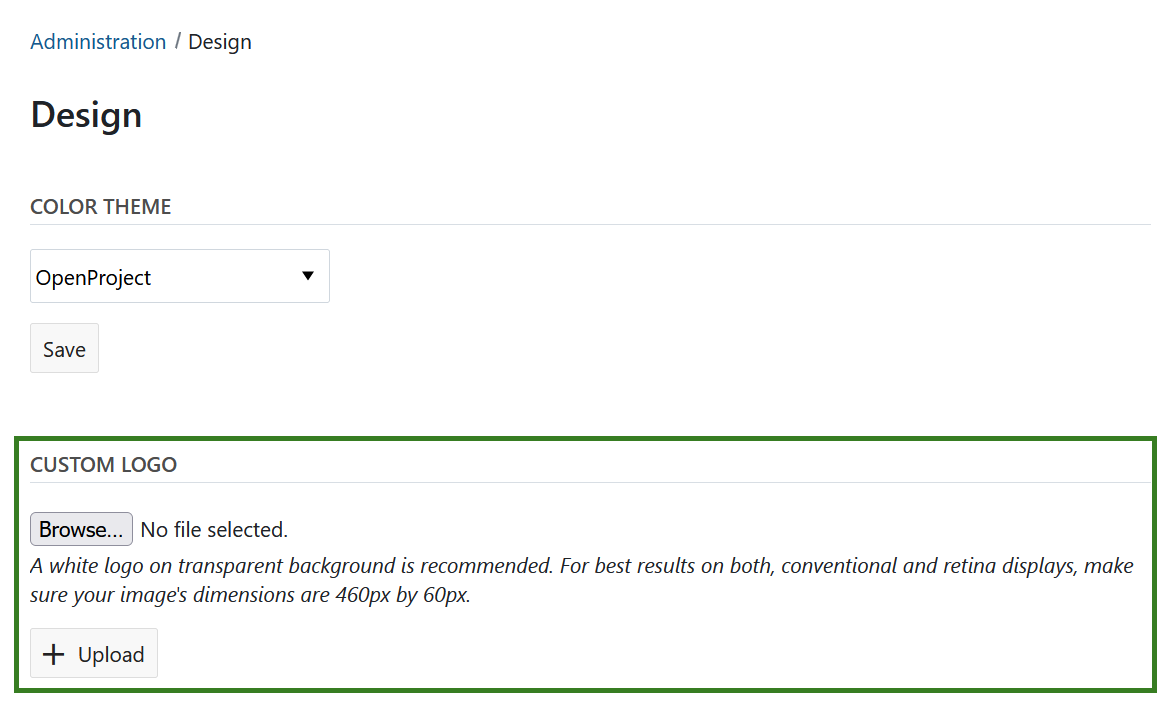 Administration / Design
Design
COLOR THEME
OpenProject
Save
CUSTOM LOGO
Browse... No file selected.
A white logo on transparent background is recommended. For best results on both, conventional and retina displays, make
sure your image's dimensions are 460px by 60px.
+ Upload